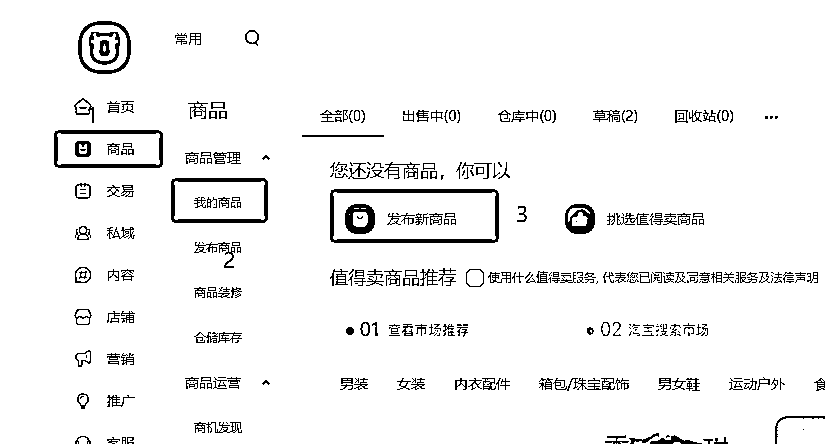 常用
首页
1
商品
交易
私域
内容
店铺
营销
推广
客服
商品
商品管理
我的商品
发布商品
2
商品装修
仓储库存
商品运营
商机发现
全部(0) 出售中(0) 仓库中(0) 草稿(2) 回收站(0) ...
您还没有商品，你可以
发布新商品 3 挑选值得卖商品
值得卖商品推荐 使用什么值得卖服务, 代表您已阅读及同意相关服务及法律声明
01 查看市场推荐 02 淘宝搜索市场
男装 女装 内衣配件 箱包/珠宝配饰 男女鞋 运动户外 食